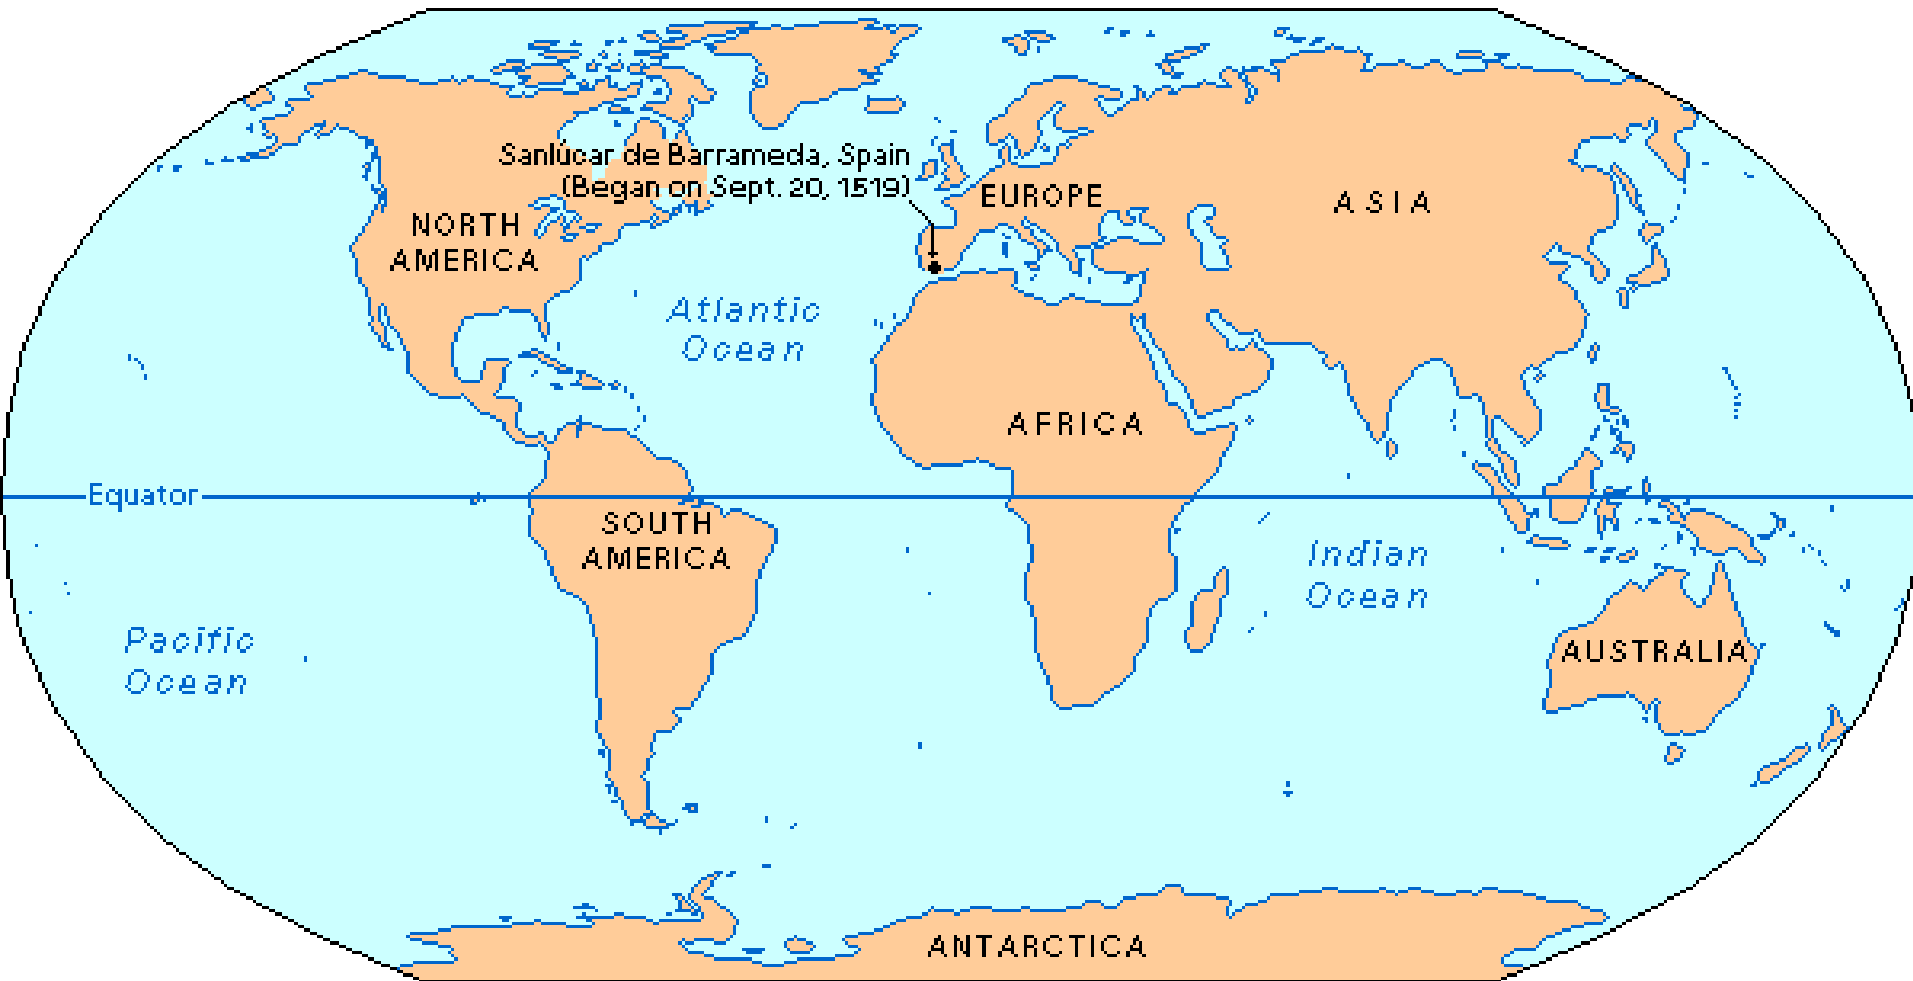 Sanlúcar de Barrameda, Spain
(Began on Sept. 20, 1519)
EUROPE
ASIA
NORTH
AMERICA
Atlantic
Ocean
AFRICA
Equator
SOUTH
AMERICA
Indian
Ocean
Pacific
Ocean
AUSTRALIA
ANTARCTICA